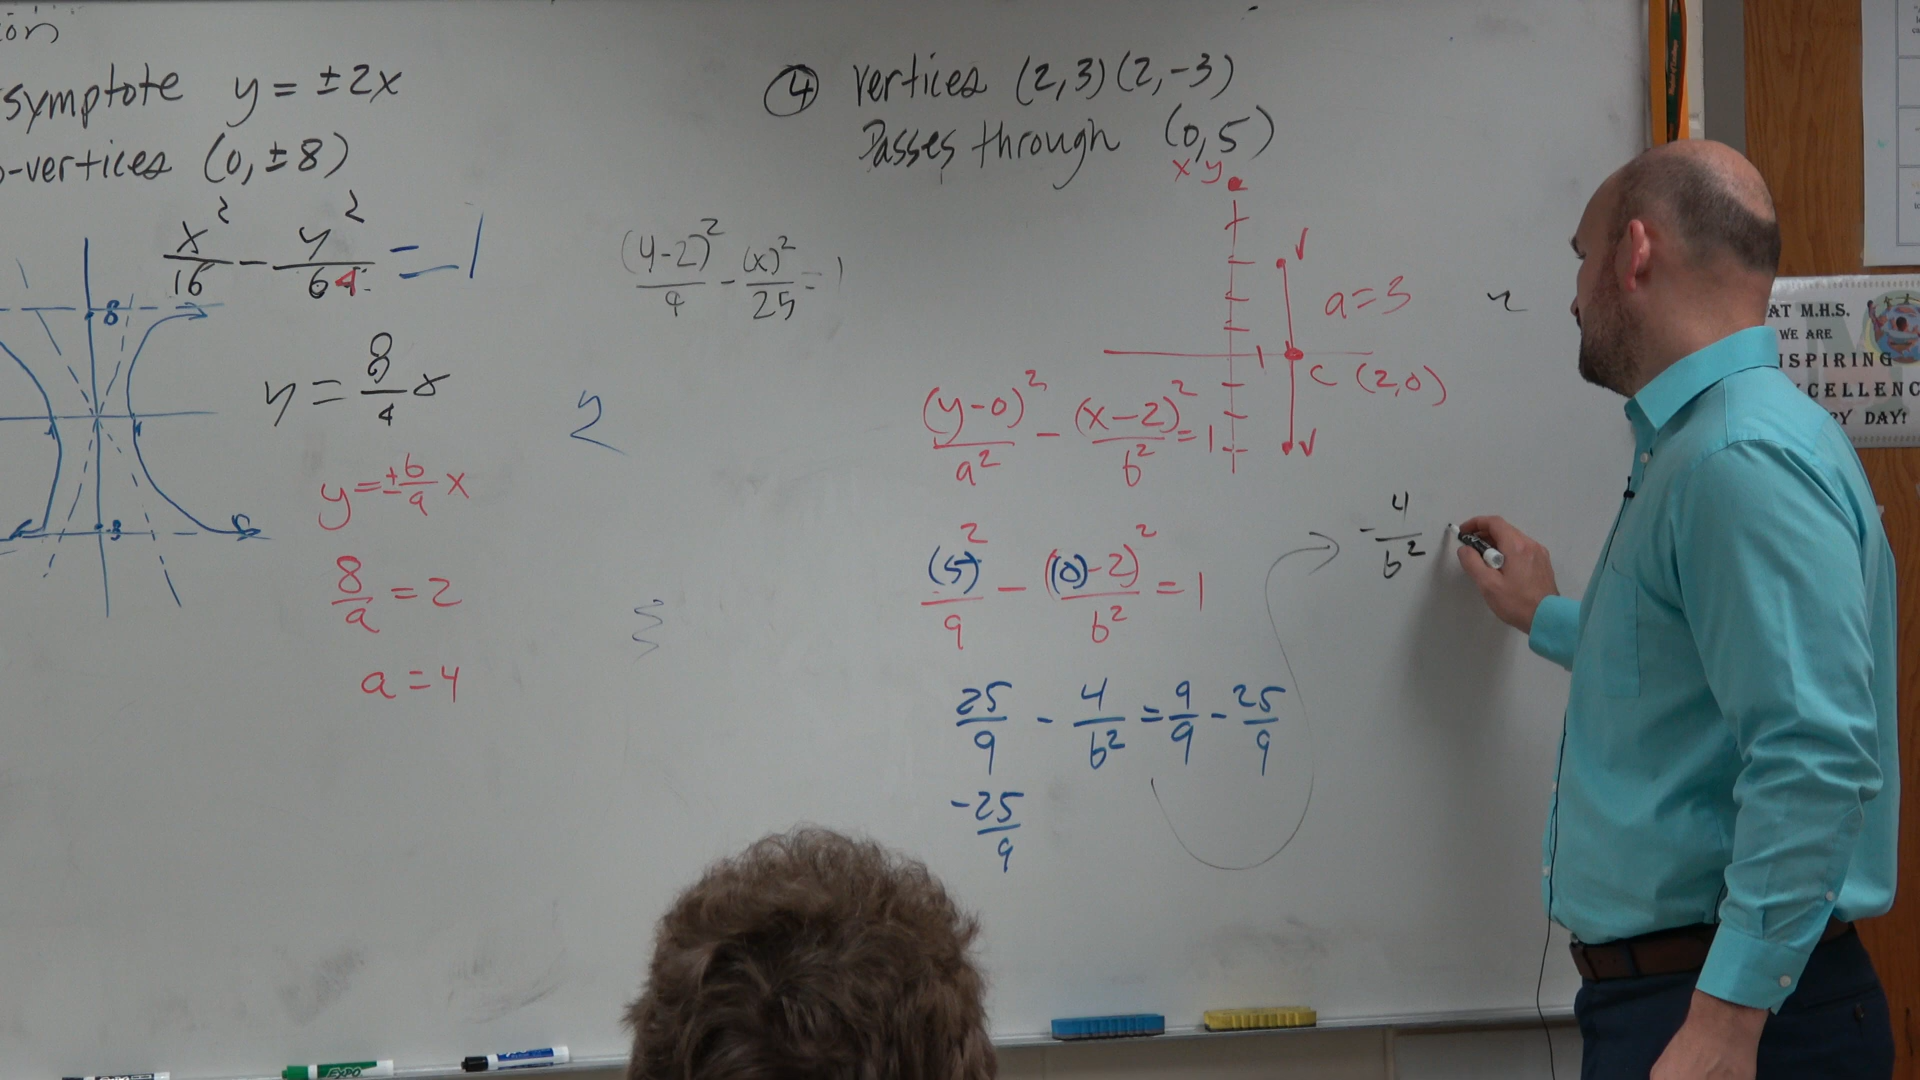 ion
symptote y = ±2x
o-vertices (0, ±8)
x²/16 - y²/64 = 1
8
y = 8/4 x
y = ±b/a x
8/a = 2
a = 4
(y-2)²/4 - (x)²/25 = 1
④ vertices (2,3) (2,-3)
Passes through (0,5)
x y
v
a = 3
c (2,0)
v
(y-0)²/a² - (x-2)²/b² = 1
(5)²/9 - ((0)-2)²/b² = 1
25/9 - 4/b² = 9/9 - 25/9
-25/9
-4/b²
AT M.H.S.
WE ARE
NSPIRING
CELLENC
Y DAY!
EXPO